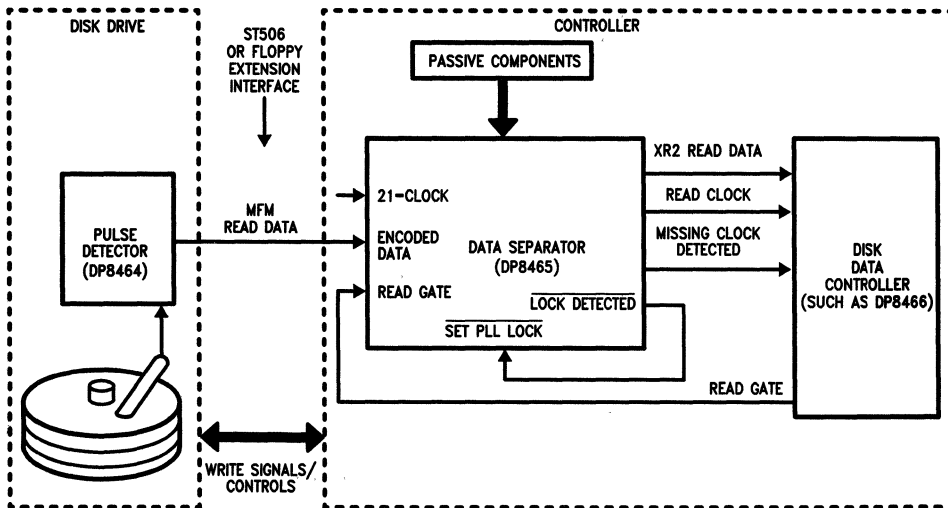 DISK DRIVE
ST506
OR FLOPPY
EXTENSION
INTERFACE
CONTROLLER
PASSIVE COMPONENTS
PULSE
DETECTOR
(DP8464)
MFM
READ DATA
21-CLOCK
ENCODED
DATA
READ GATE
DATA SEPARATOR
(DP8465)
LOCK DETECTED
SET PLL LOCK
XR2 READ DATA
READ CLOCK
MISSING CLOCK
DETECTED
DISK
DATA
CONTROLLER
(SUCH AS DP8466)
READ GATE
WRITE SIGNALS/
CONTROLS